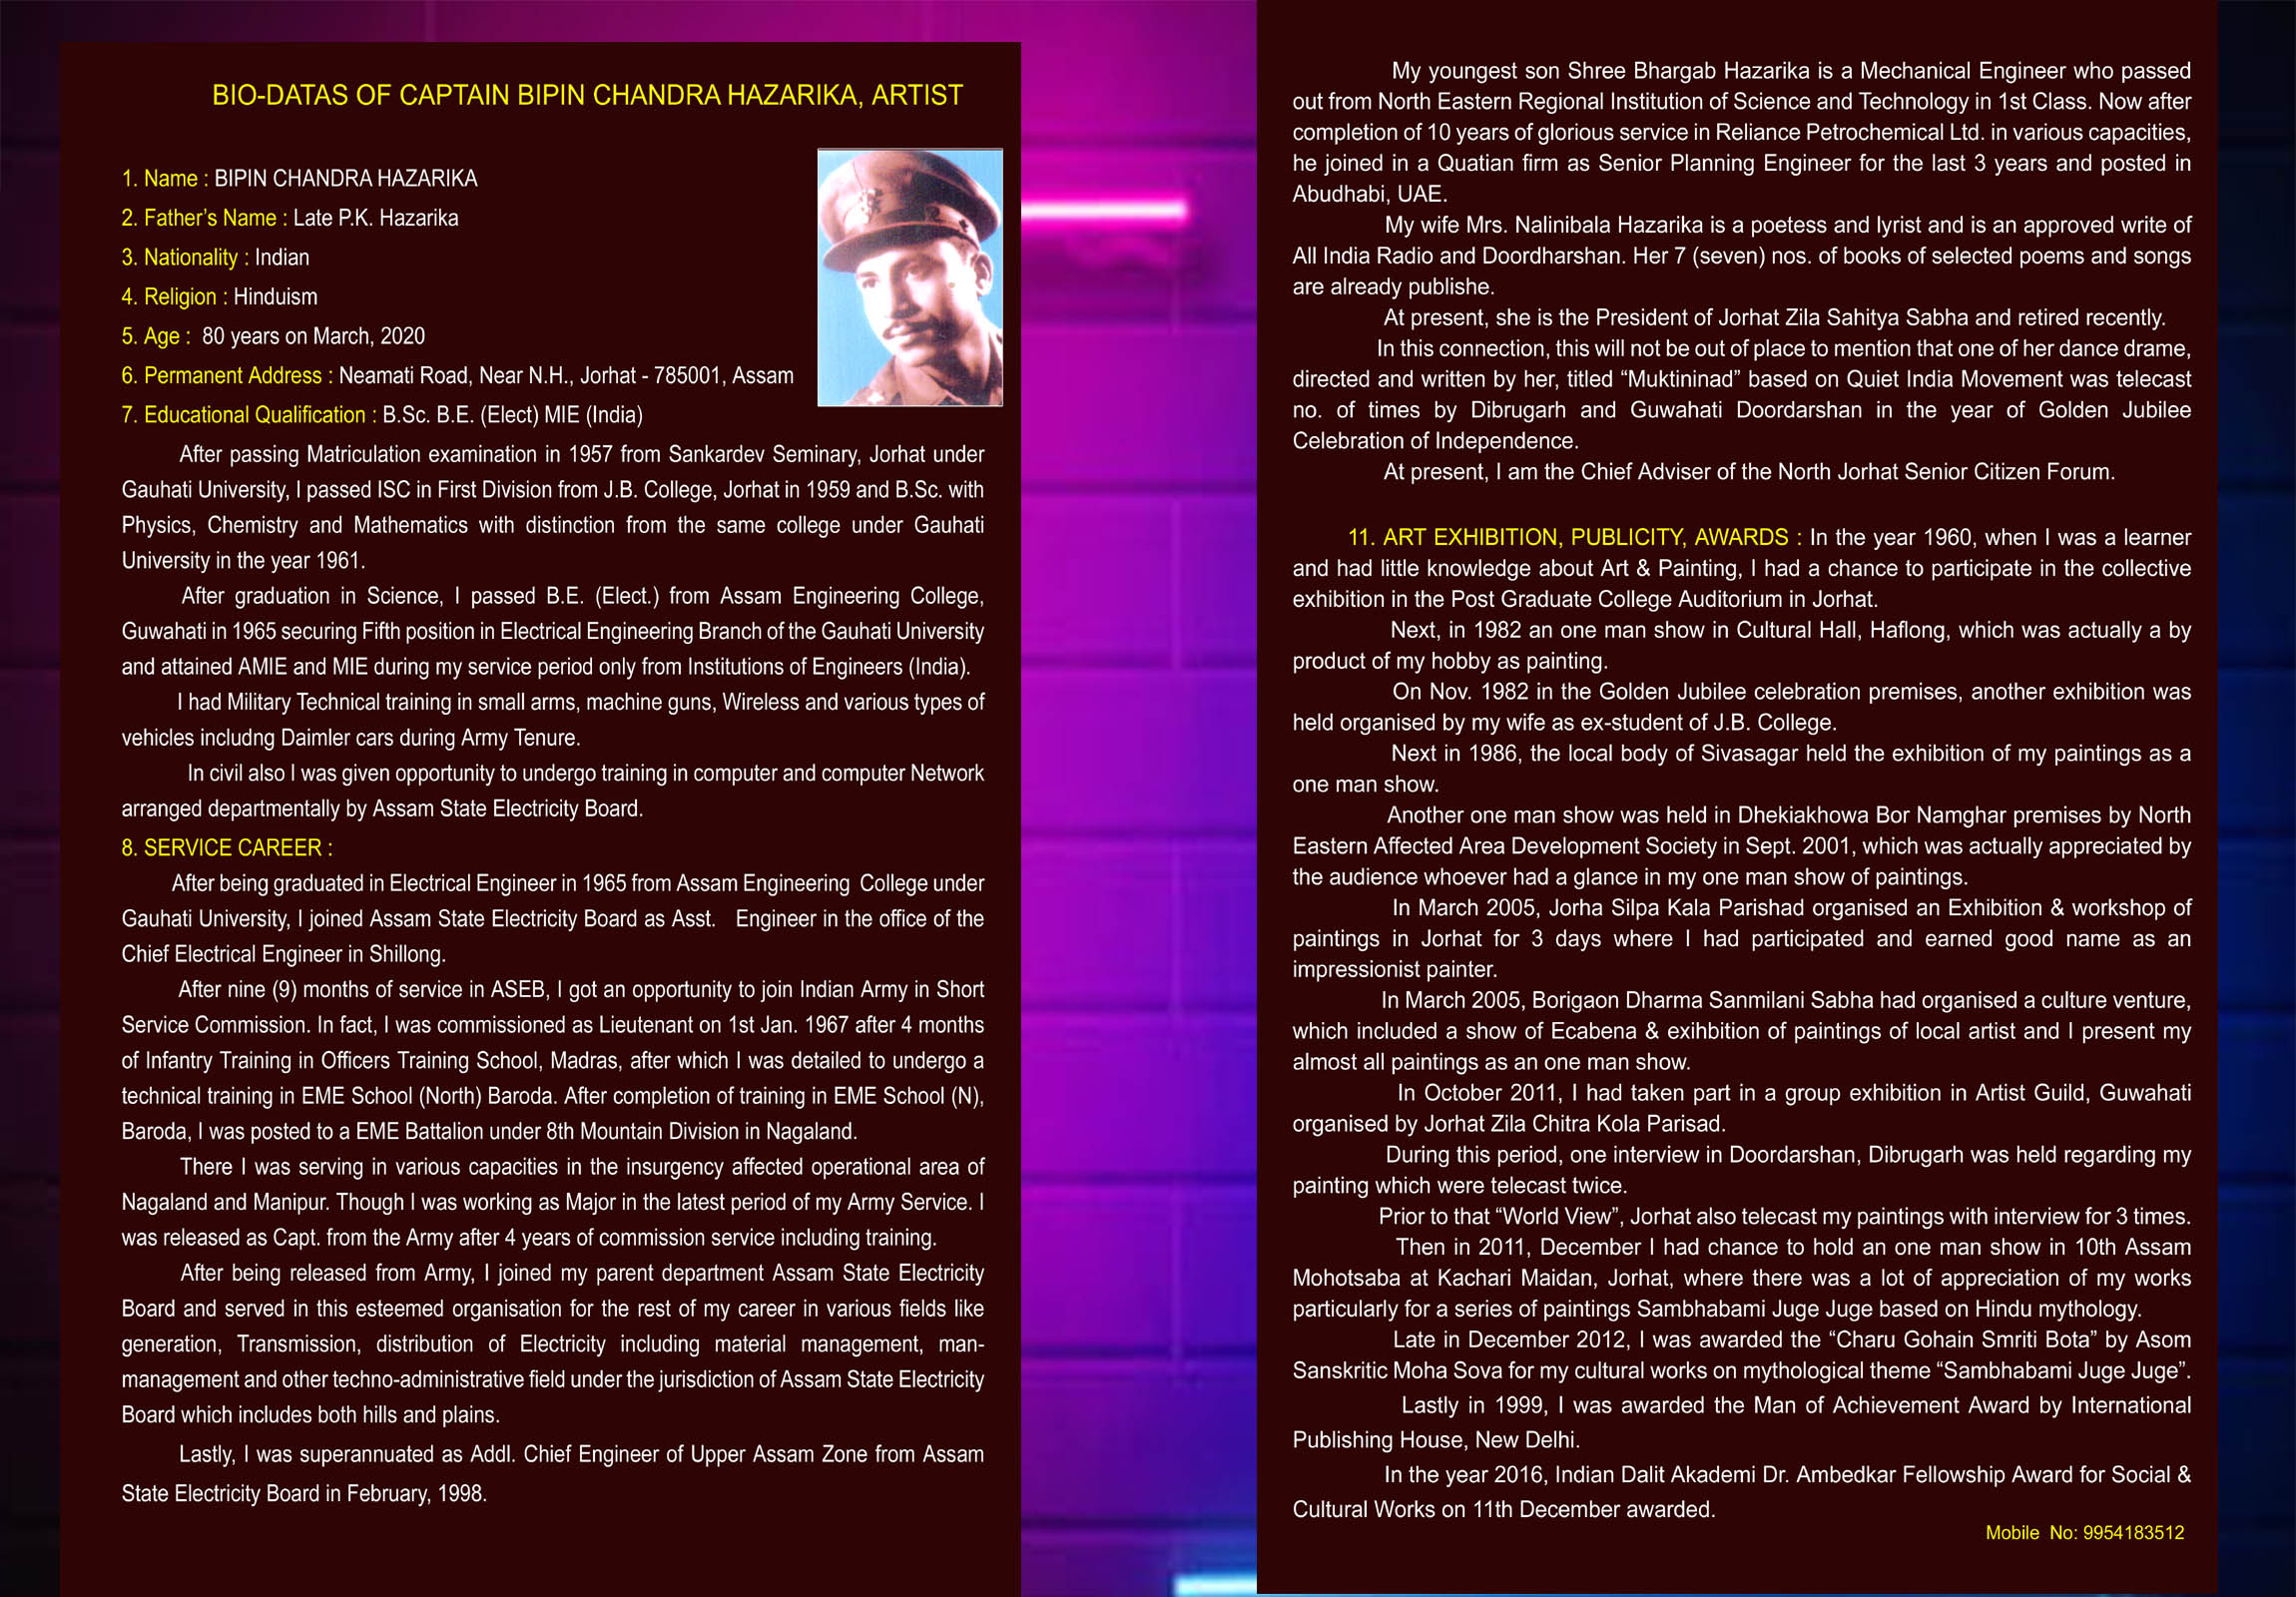 BIO-DATAS OF CAPTAIN BIPIN CHANDRA HAZARIKA, ARTIST
1. Name : BIPIN CHANDRA HAZARIKA
2. Father’s Name : Late P.K. Hazarika
3. Nationality : Indian
4. Religion : Hinduism
5. Age : 80 years on March, 2020
6. Permanent Address : Neamati Road, Near N.H., Jorhat - 785001, Assam
7. Educational Qualification : B.Sc. B.E. (Elect) MIE (India)
After passing Matriculation examination in 1957 from Sankardev Seminary, Jorhat under
Gauhati University, I passed ISC in First Division from J.B. College, Jorhat in 1959 and B.Sc. with
Physics, Chemistry and Mathematics with distinction from the same college under Gauhati
University in the year 1961.
After graduation in Science, I passed B.E. (Elect.) from Assam Engineering College,
Guwahati in 1965 securing Fifth position in Electrical Engineering Branch of the Gauhati University
and attained AMIE and MIE during my service period only from Institutions of Engineers (India).
I had Military Technical training in small arms, machine guns, Wireless and various types of
vehicles includng Daimler cars during Army Tenure.
In civil also I was given opportunity to undergo training in computer and computer Network
arranged departmentally by Assam State Electricity Board.
8. SERVICE CAREER :
After being graduated in Electrical Engineer in 1965 from Assam Engineering College under
Gauhati University, I joined Assam State Electricity Board as Asst. Engineer in the office of the
Chief Electrical Engineer in Shillong.
After nine (9) months of service in ASEB, I got an opportunity to join Indian Army in Short
Service Commission. In fact, I was commissioned as Lieutenant on 1st Jan. 1967 after 4 months
of Infantry Training in Officers Training School, Madras, after which I was detailed to undergo a
technical training in EME School (North) Baroda. After completion of training in EME School (N),
Baroda, I was posted to a EME Battalion under 8th Mountain Division in Nagaland.
There I was serving in various capacities in the insurgency affected operational area of
Nagaland and Manipur. Though I was working as Major in the latest period of my Army Service. I
was released as Capt. from the Army after 4 years of commission service including training.
After being released from Army, I joined my parent department Assam State Electricity
Board and served in this esteemed organisation for the rest of my career in various fields like
generation, Transmission, distribution of Electricity including material management, man-
management and other techno-administrative field under the jurisdiction of Assam State Electricity
Board which includes both hills and plains.
Lastly, I was superannuated as Addl. Chief Engineer of Upper Assam Zone from Assam
State Electricity Board in February, 1998.
My youngest son Shree Bhargab Hazarika is a Mechanical Engineer who passed
out from North Eastern Regional Institution of Science and Technology in 1st Class. Now after
completion of 10 years of glorious service in Reliance Petrochemical Ltd. in various capacities,
he joined in a Quatian firm as Senior Planning Engineer for the last 3 years and posted in
Abudhabi, UAE.
My wife Mrs. Nalinibala Hazarika is a poetess and lyrist and is an approved write of
All India Radio and Doordharshan. Her 7 (seven) nos. of books of selected poems and songs
are already publishe.
At present, she is the President of Jorhat Zila Sahitya Sabha and retired recently.
In this connection, this will not be out of place to mention that one of her dance drame,
directed and written by her, titled “Muktininad” based on Quiet India Movement was telecast
no. of times by Dibrugarh and Guwahati Doordarshan in the year of Golden Jubilee
Celebration of Independence.
At present, I am the Chief Adviser of the North Jorhat Senior Citizen Forum.
11. ART EXHIBITION, PUBLICITY, AWARDS : In the year 1960, when I was a learner
and had little knowledge about Art & Painting, I had a chance to participate in the collective
exhibition in the Post Graduate College Auditorium in Jorhat.
Next, in 1982 an one man show in Cultural Hall, Haflong, which was actually a by
product of my hobby as painting.
On Nov. 1982 in the Golden Jubilee celebration premises, another exhibition was
held organised by my wife as ex-student of J.B. College.
Next in 1986, the local body of Sivasagar held the exhibition of my paintings as a
one man show.
Another one man show was held in Dhekiakhowa Bor Namghar premises by North
Eastern Affected Area Development Society in Sept. 2001, which was actually appreciated by
the audience whoever had a glance in my one man show of paintings.
In March 2005, Jorha Silpa Kala Parishad organised an Exhibition & workshop of
paintings in Jorhat for 3 days where I had participated and earned good name as an
impressionist painter.
In March 2005, Borigaon Dharma Sanmilani Sabha had organised a culture venture,
which included a show of Ecabena & exihbition of paintings of local artist and I present my
almost all paintings as an one man show.
In October 2011, I had taken part in a group exhibition in Artist Guild, Guwahati
organised by Jorhat Zila Chitra Kola Parisad.
During this period, one interview in Doordarshan, Dibrugarh was held regarding my
painting which were telecast twice.
Prior to that “World View”, Jorhat also telecast my paintings with interview for 3 times.
Then in 2011, December I had chance to hold an one man show in 10th Assam
Mohotsaba at Kachari Maidan, Jorhat, where there was a lot of appreciation of my works
particularly for a series of paintings Sambhabami Juge Juge based on Hindu mythology.
Late in December 2012, I was awarded the “Charu Gohain Smriti Bota” by Asom
Sanskritic Moha Sova for my cultural works on mythological theme “Sambhabami Juge Juge”.
Lastly in 1999, I was awarded the Man of Achievement Award by International
Publishing House, New Delhi.
In the year 2016, Indian Dalit Akademi Dr. Ambedkar Fellowship Award for Social &
Cultural Works on 11th December awarded.
Mobile No: 9954183512